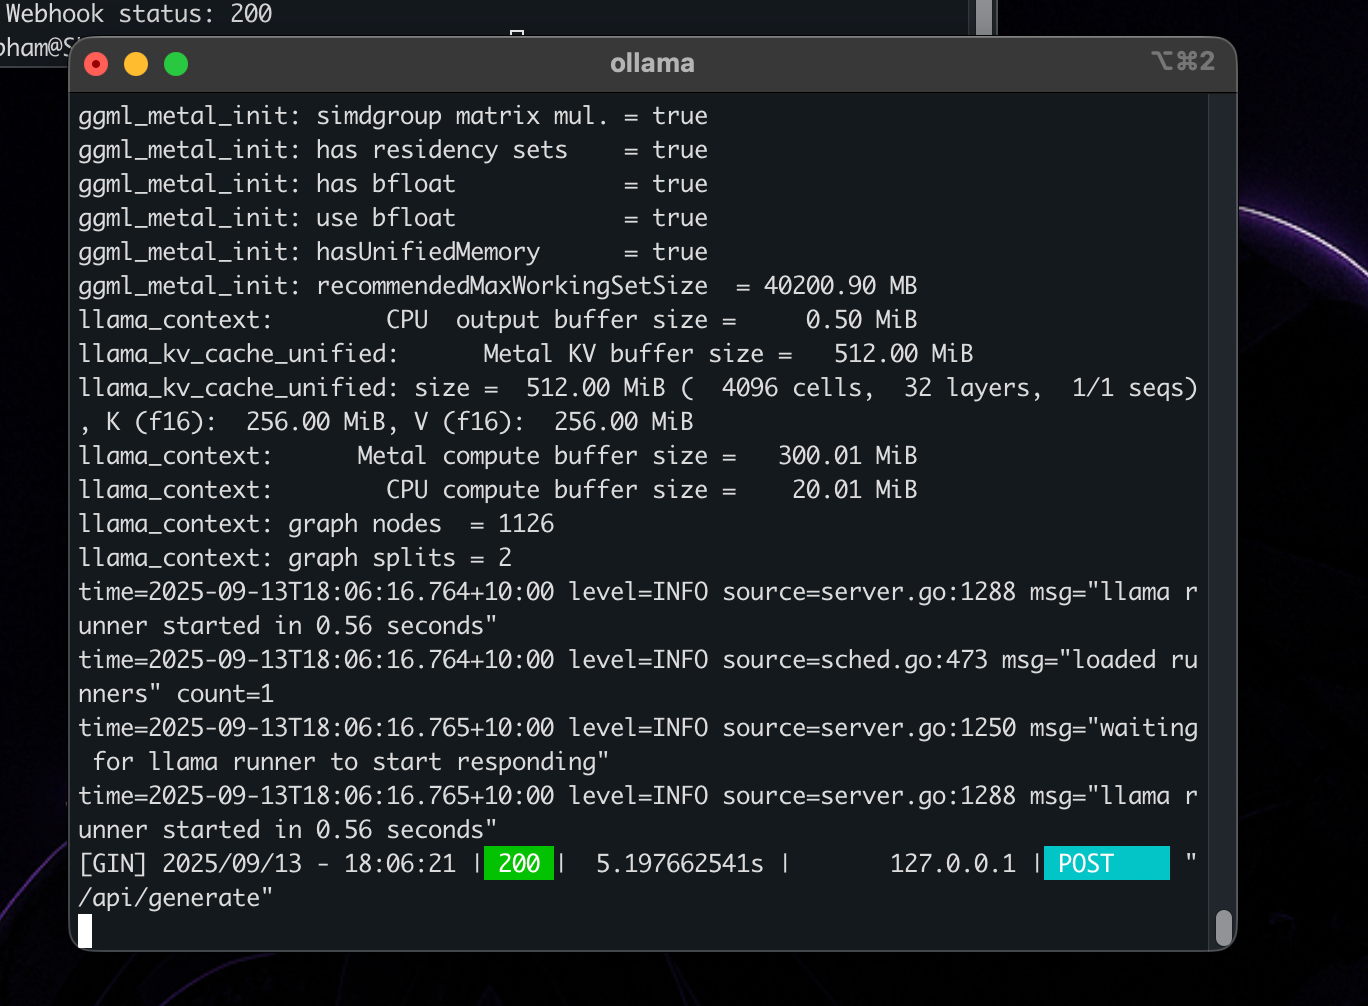 Webhook status: 200
ollama
⌥⌘2
ggml_metal_init: simdgroup matrix mul. = true
ggml_metal_init: has residency sets    = true
ggml_metal_init: has bfloat            = true
ggml_metal_init: use bfloat            = true
ggml_metal_init: hasUnifiedMemory      = true
ggml_metal_init: recommendedMaxWorkingSetSize  = 40200.90 MB
llama_context:        CPU  output buffer size =     0.50 MiB
llama_kv_cache_unified:      Metal KV buffer size =   512.00 MiB
llama_kv_cache_unified: size =  512.00 MiB (  4096 cells,  32 layers,  1/1 seqs)
, K (f16):  256.00 MiB, V (f16):  256.00 MiB
llama_context:      Metal compute buffer size =   300.01 MiB
llama_context:        CPU compute buffer size =    20.01 MiB
llama_context: graph nodes  = 1126
llama_context: graph splits = 2
time=2025-09-13T18:06:16.764+10:00 level=INFO source=server.go:1288 msg="llama r
unner started in 0.56 seconds"
time=2025-09-13T18:06:16.764+10:00 level=INFO source=sched.go:473 msg="loaded ru
nners" count=1
time=2025-09-13T18:06:16.765+10:00 level=INFO source=server.go:1250 msg="waiting
 for llama runner to start responding"
time=2025-09-13T18:06:16.765+10:00 level=INFO source=server.go:1288 msg="llama r
unner started in 0.56 seconds"
[GIN] 2025/09/13 - 18:06:21 | 200 |  5.197662541s |       127.0.0.1 | POST     "
/api/generate"